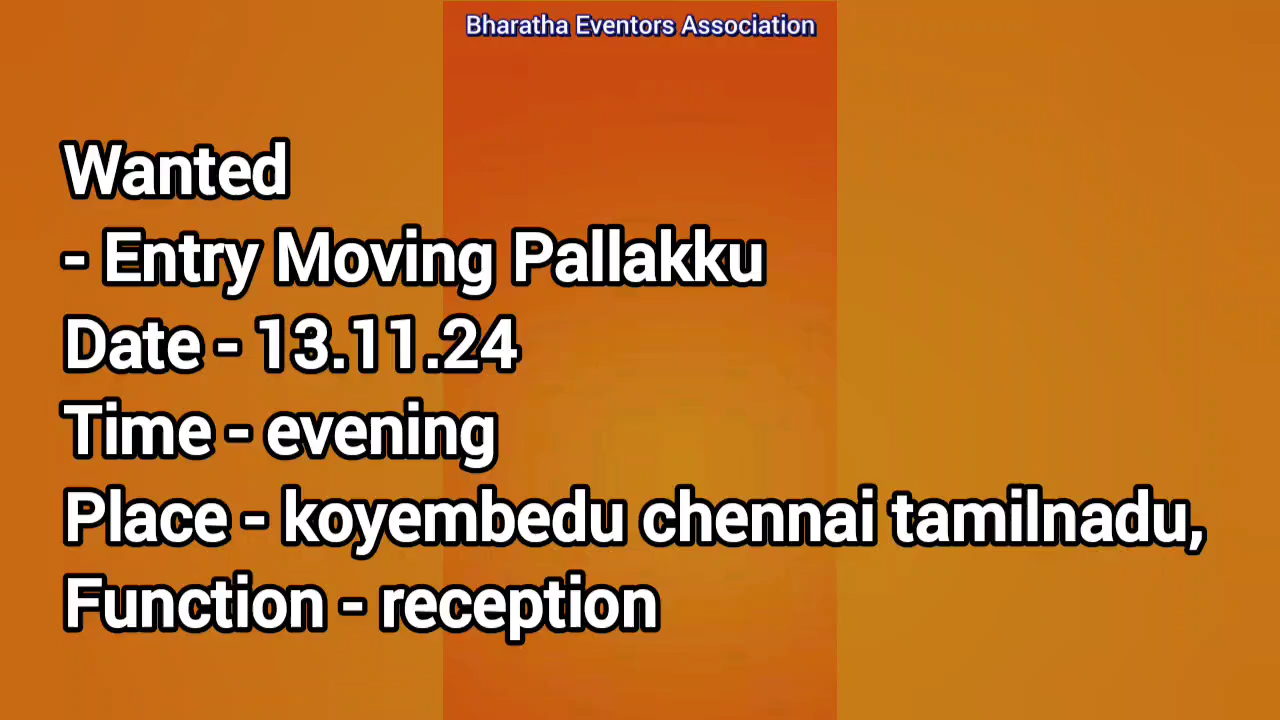 Bharatha Eventors Association
Wanted
- Entry Moving Pallakku
Date - 13.11.24
Time - evening
Place - koyembedu chennai tamilnadu,
Function - reception